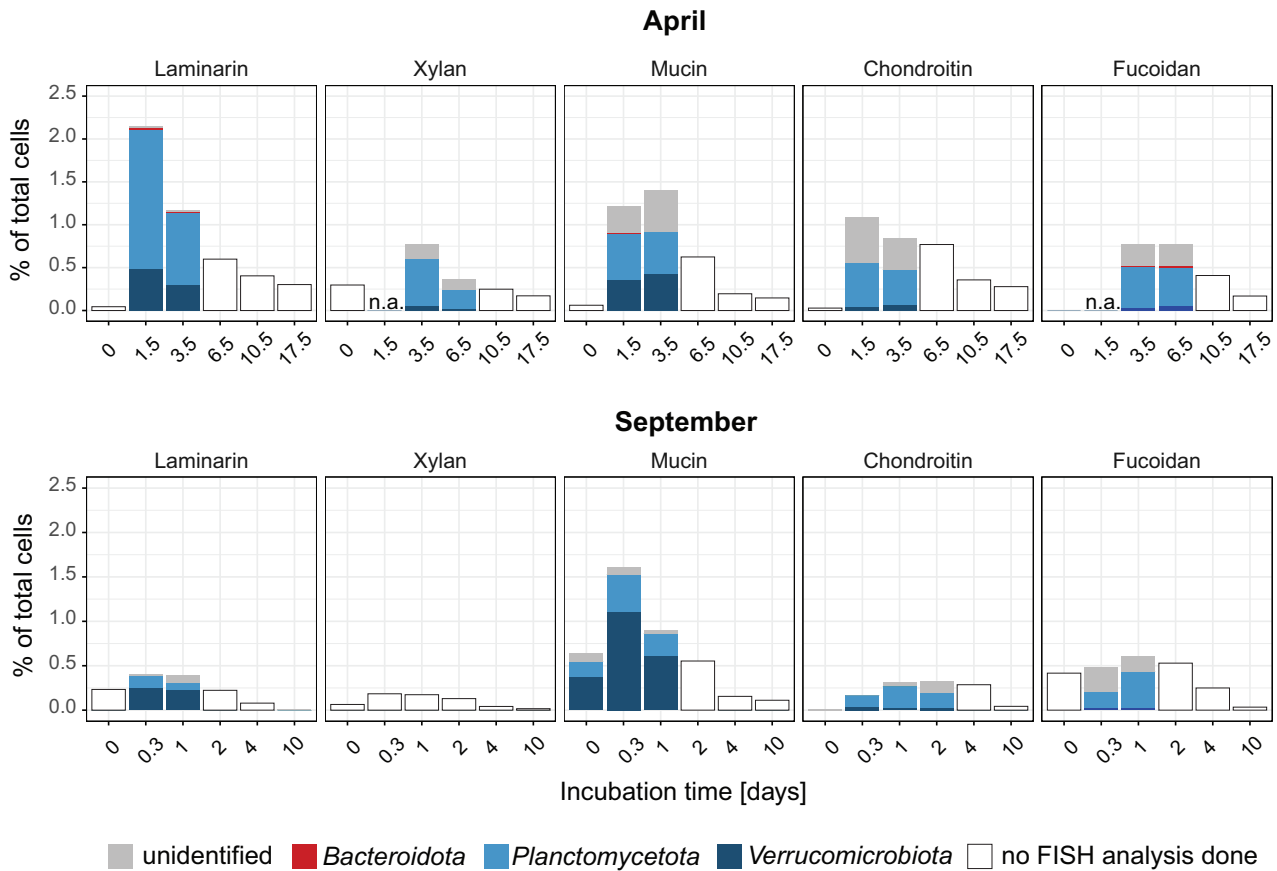 April
Laminarin Xylan Mucin Chondroitin Fucoidan
% of total cells
2.5
2.0
1.5
1.0
0.5
0.0
n.a. n.a.
0 1.5 3.5 6.5 10.5 17.5 0 1.5 3.5 6.5 10.5 17.5 0 1.5 3.5 6.5 10.5 17.5 0 1.5 3.5 6.5 10.5 17.5 0 1.5 3.5 6.5 10.5 17.5
September
Laminarin Xylan Mucin Chondroitin Fucoidan
% of total cells
2.5
2.0
1.5
1.0
0.5
0.0
0 0.3 1 2 4 10 0 0.3 1 2 4 10 0 0.3 1 2 4 10 0 0.3 1 2 4 10 0 0.3 1 2 4 10
Incubation time [days]
unidentified Bacteroidota Planctomycetota Verrucomicrobiota no FISH analysis done